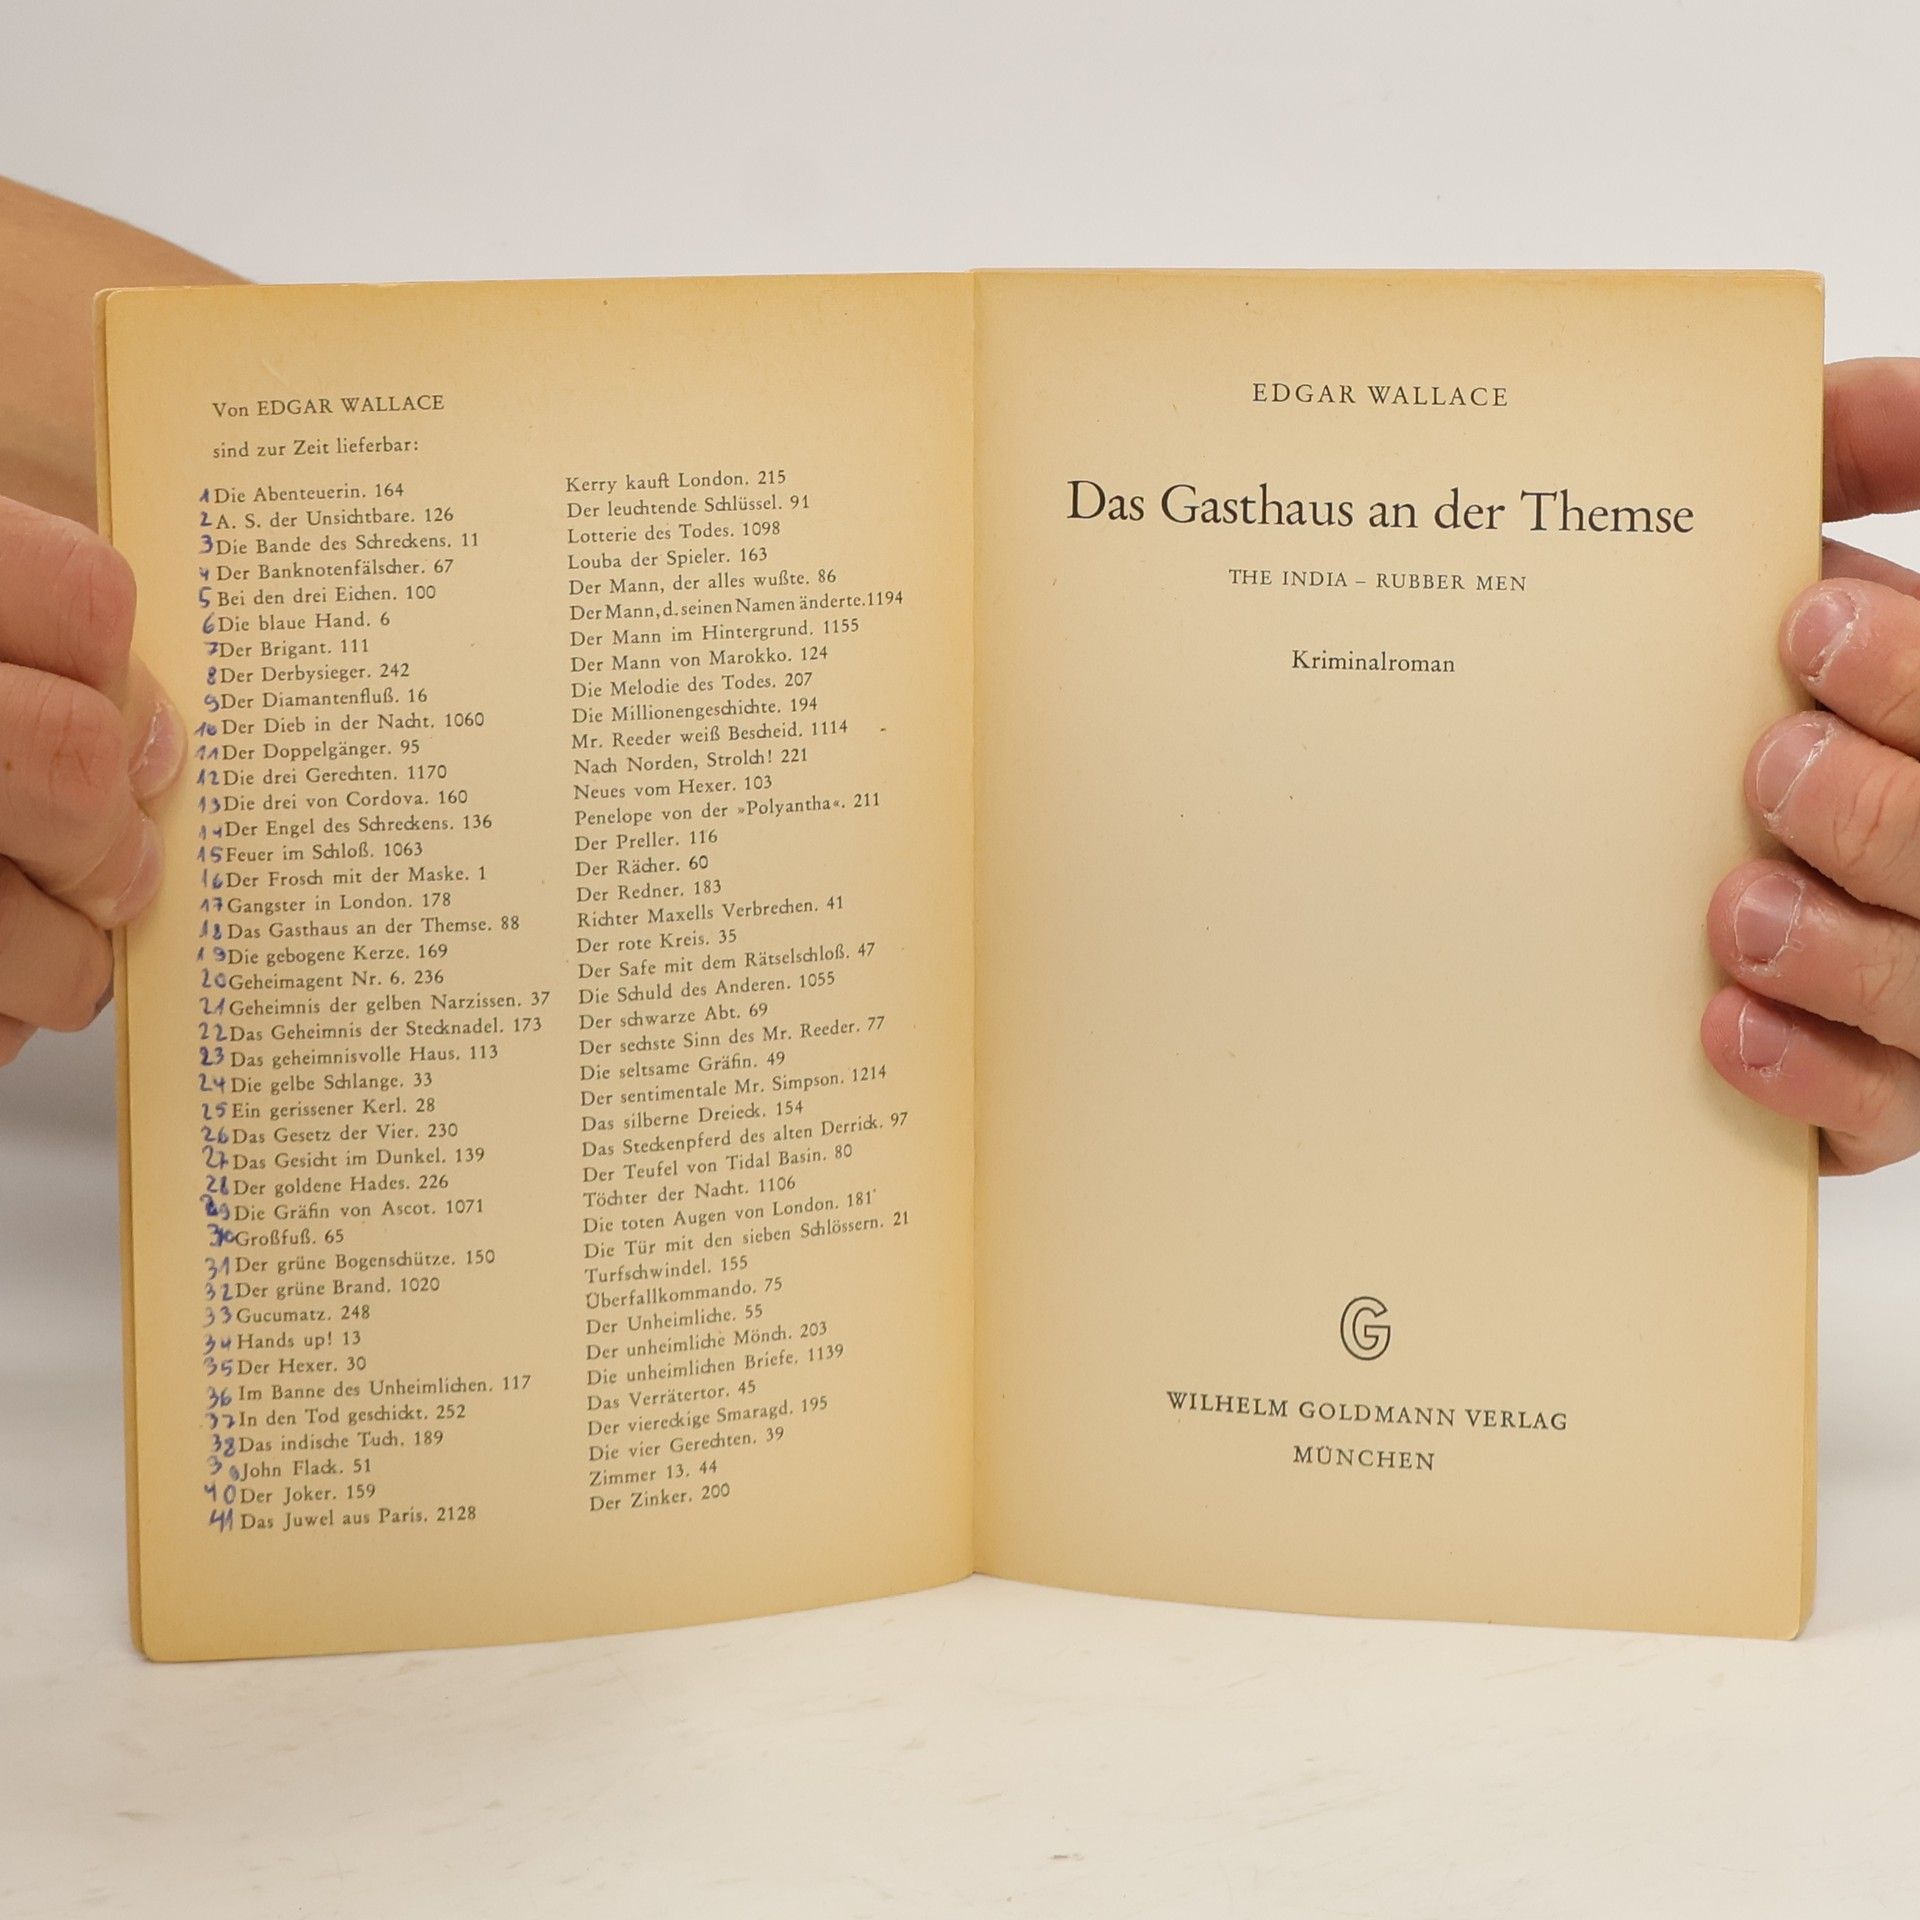 Von EDGAR WALLACE
sind zur Zeit lieferbar:
1 Die Abenteuerin. 164
2 A. S. der Unsichtbare. 126
3 Die Bande des Schreckens. 11
4 Der Banknotenfälscher. 67
5 Bei den drei Eichen. 100
6 Die blaue Hand. 6
7 Der Brigant. 111
8 Der Derbysieger. 242
9 Der Diamantenfluß. 16
10 Der Dieb in der Nacht. 1060
11 Der Doppelgänger. 95
12 Die drei Gerechten. 1170
13 Die drei von Cordova. 160
14 Der Engel des Schreckens. 136
15 Feuer im Schloß. 1063
16 Der Frosch mit der Maske. 1
17 Gangster in London. 178
18 Das Gasthaus an der Themse. 88
19 Die gebogene Kerze. 169
20 Geheimagent Nr. 6. 236
21 Geheimnis der gelben Narzissen. 37
22 Das Geheimnis der Stecknadel. 173
23 Das geheimnisvolle Haus. 113
24 Die gelbe Schlange. 33
25 Ein gerissener Kerl. 28
26 Das Gesetz der Vier. 230
27 Das Gesicht im Dunkel. 139
28 Der goldene Hades. 226
29 Die Gräfin von Ascot. 1071
30 Großfuß. 65
31 Der grüne Bogenschütze. 150
32 Der grüne Brand. 1020
33 Gucumatz. 248
34 Hands up! 13
35 Der Hexer. 30
36 Im Banne des Unheimlichen. 117
37 In den Tod geschickt. 252
38 Das indische Tuch. 189
39 John Flack. 51
40 Der Joker. 159
41 Das Juwel aus Paris. 2128
Kerry kauft London. 215
Der leuchtende Schlüssel. 91
Lotterie des Todes. 1098
Louba der Spieler. 163
Der Mann, der alles wußte. 86
Der Mann, d. seinen Namen änderte. 1194
Der Mann im Hintergrund. 1155
Der Mann von Marokko. 124
Die Melodie des Todes. 207
Die Millionengeschichte. 194
Mr. Reeder weiß Bescheid. 1114
Nach Norden, Strolch! 221
Neues vom Hexer. 103
Penelope von der »Polyantha«. 211
Der Preller. 116
Der Rächer. 60
Der Redner. 183
Richter Maxells Verbrechen. 41
Der rote Kreis. 35
Der Safe mit dem Rätselschloß. 47
Die Schuld des Anderen. 1055
Der schwarze Abt. 69
Der sechste Sinn des Mr. Reeder. 77
Die seltsame Gräfin. 49
Der sentimentale Mr. Simpson. 1214
Das silberne Dreieck. 154
Das Steckenpferd des alten Derrick. 97
Der Teufel von Tidal Basin. 80
Töchter der Nacht. 1106
Die toten Augen von London. 181
Die Tür mit den sieben Schlössern. 21
Turfschwindel. 155
Überfallkommando. 75
Der Unheimliche. 55
Der unheimliche Mönch. 203
Die unheimlichen Briefe. 1139
Das Verrätertor. 45
Der viereckige Smaragd. 195
Die vier Gerechten. 39
Zimmer 13. 44
Der Zinker. 200
EDGAR WALLACE
Das Gasthaus an der Themse
THE INDIA – RUBBER MEN
Kriminalroman
G
WILHELM GOLDMANN VERLAG
MÜNCHEN